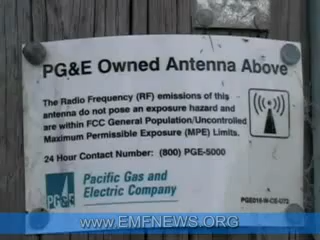 PG&E Owned Antenna Above
The Radio Frequency (RF) emissions of this
antenna do not pose an exposure hazard and
are within FCC General Population/Uncontrolled
Maximum Permissible Exposure (MPE) Limits.
24 Hour Contact Number: (800) PGE-5000
Pacific Gas and
Electric Company
PG&E
WWW.EMFNEWS.ORG